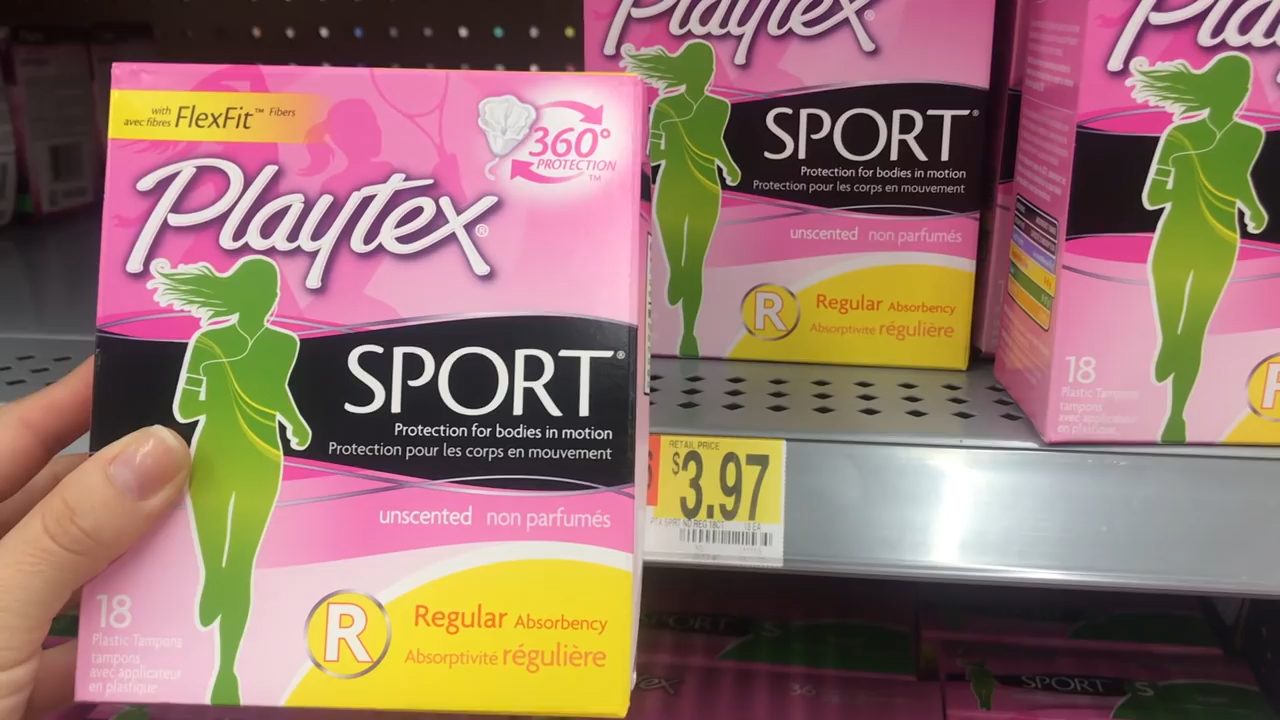 with
avec fibres FlexFit™ Fibers
360°
PROTECTION
™
Playtex®
SPORT®
Protection for bodies in motion
Protection pour les corps en mouvement
unscented non parfumés
R Regular Absorbency
Absorptivité régulière
18
Plastic Tampons
tampons
avec applicateur
en plastique
Playtex®
SPORT®
Protection for bodies in motion
Protection pour les corps en mouvement
unscented non parfumés
R Regular Absorbency
Absorptivité régulière
RETAIL PRICE
$3.97
18
Plastic Tampons
tampons
avec applicateur
en plastique
SPORT S
36
SPORT S